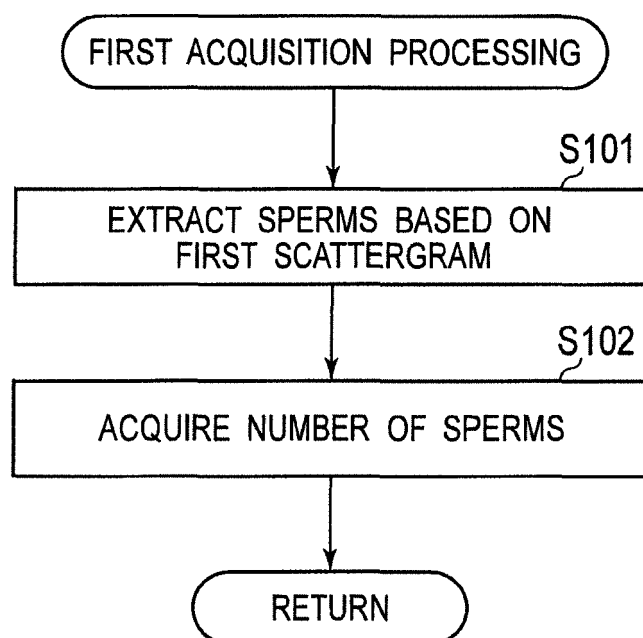 FIRST ACQUISITION PROCESSING
S101
EXTRACT SPERMS BASED ON
FIRST SCATTERGRAM
S102
ACQUIRE NUMBER OF SPERMS
RETURN